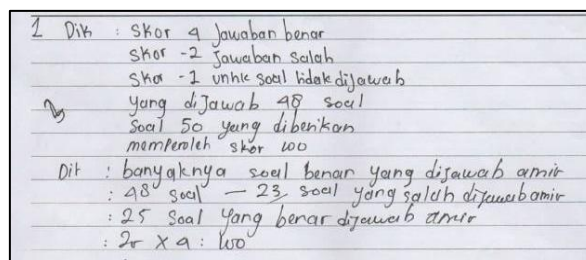 1 Dik : Skor 4 Jawaban benar
Skor -2 Jawaban Salah
Skor -1 untuk soal tidak dijawab
yang diJawab 48 soal
Soal 50 yang diberikan
memperoleh skor 100
Dit : banyaknya soal benar yang dijawab amir
: 48 soal - 23 soal yang salah dijawab amir
: 25 Soal yang benar dijawab amir
: 25 x 4 : 100